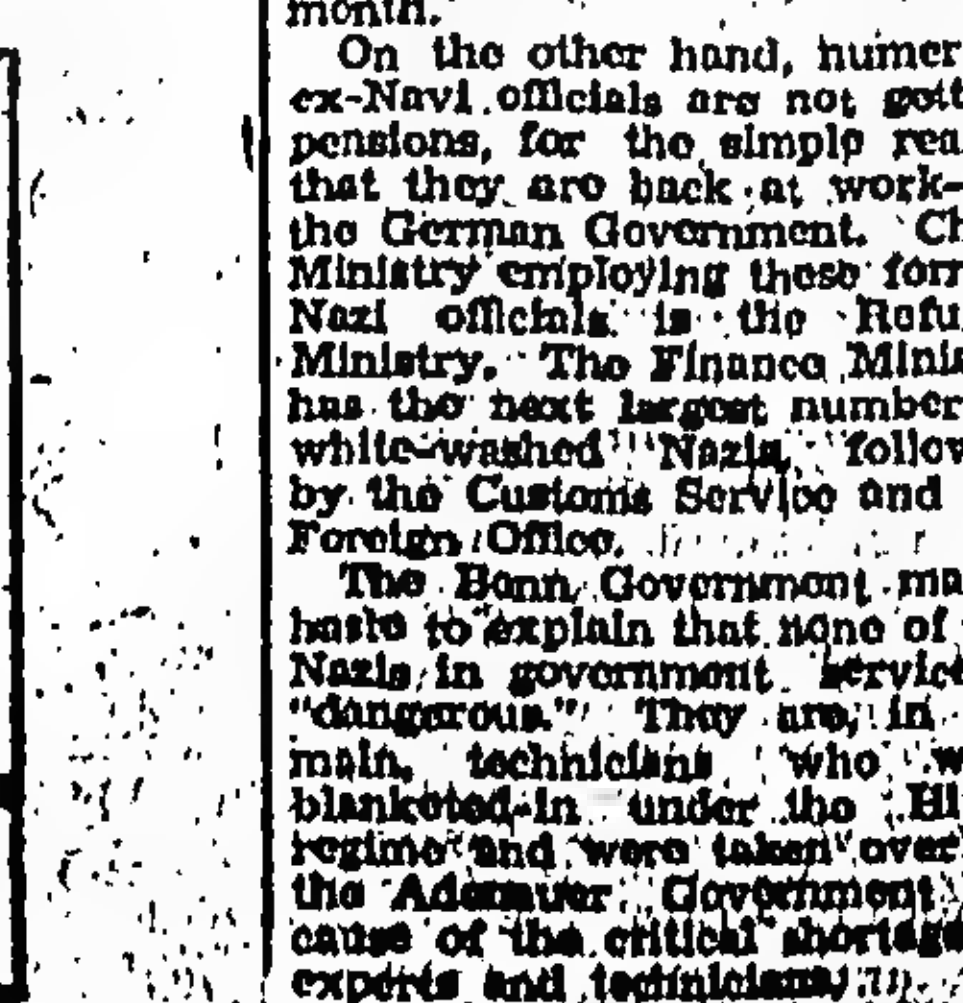 month.
On the other hand, numer
ex-Navi officials are not gett
pensions, for the simple rea
that they are back at work—
the German Government. Ch
Ministry employing these form
Nazi officials is the Refu
Ministry. The Finance Minis
has the next largest number
white-washed Nazis, follow
by the Customs Service and
Foreign Office.
The Bonn Government ma
haste to explain that none of
Nazis in government service
"dangerous." They are, in
main, technicians who w
blanketed-in under the Hi
regime and were taken over
the Adenauer Government
cause of the critical shortage
experts and technicians.